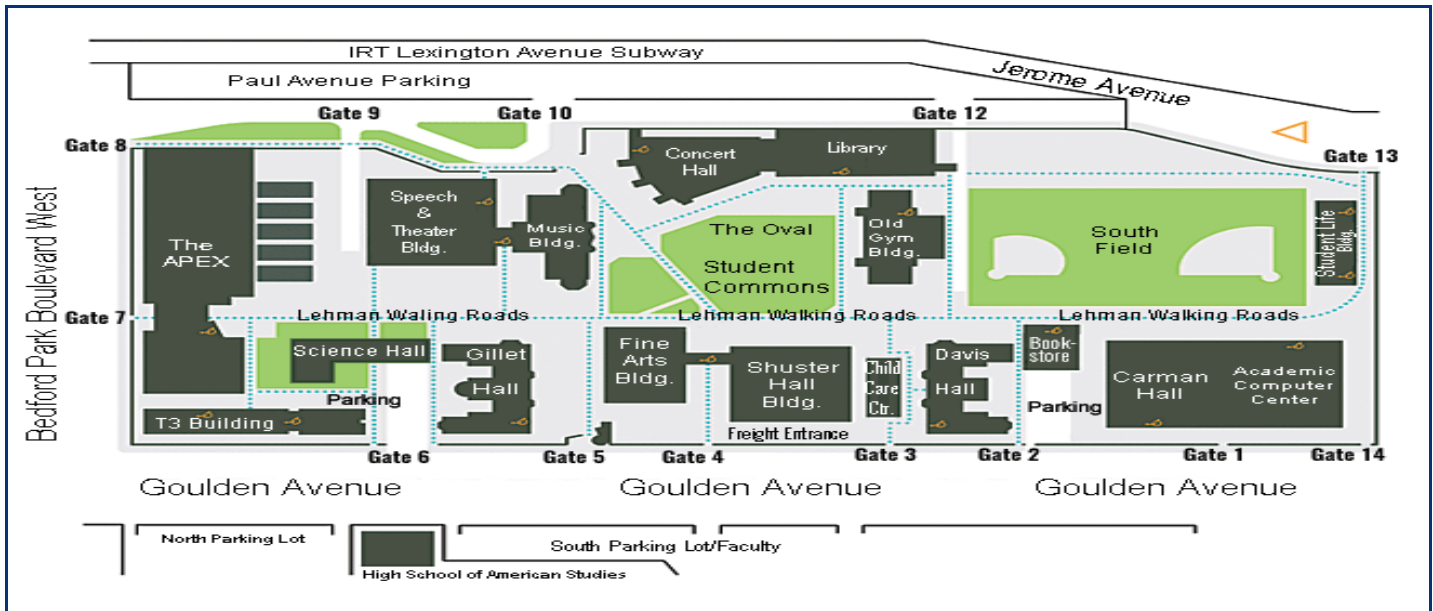 IRT Lexington Avenue Subway
Jerome Avenue
Paul Avenue Parking
Gate 9
Gate 10
Gate 12
Gate 8
Gate 13
Concert
Hall
Library
Bedford Park Boulevard West
The
APEX
Speech
&
Theater
Bldg.
Music
Bldg.
The Oval
Student
Commons
Old
Gym
Bldg.
South
Field
Student Life
Bldg.
Gate 7
Lehman Waling Roads
Lehman Walking Roads
Lehman Walking Roads
Science Hall
Gillet
Hall
Fine
Arts
Bldg.
Shuster
Hall
Bldg.
Child
Care
Ctr.
Davis
Hall
Book-
store
Carman
Hall
Academic
Computer
Center
Parking
Parking
T3 Building
Freight Entrance
Gate 6
Gate 5
Gate 4
Gate 3
Gate 2
Gate 1
Gate 14
Goulden Avenue
Goulden Avenue
Goulden Avenue
North Parking Lot
South Parking Lot/Faculty
High School of American Studies